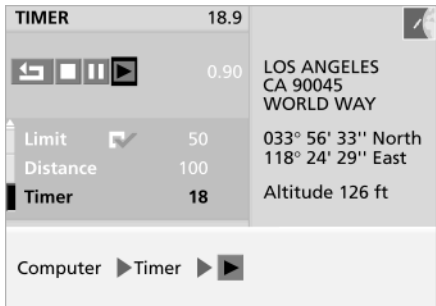 TIMER 18.9
0.90
Limit 50
Distance 100
Timer 18
LOS ANGELES
CA 90045
WORLD WAY
033° 56' 33'' North
118° 24' 29'' East
Altitude 126 ft
Computer Timer